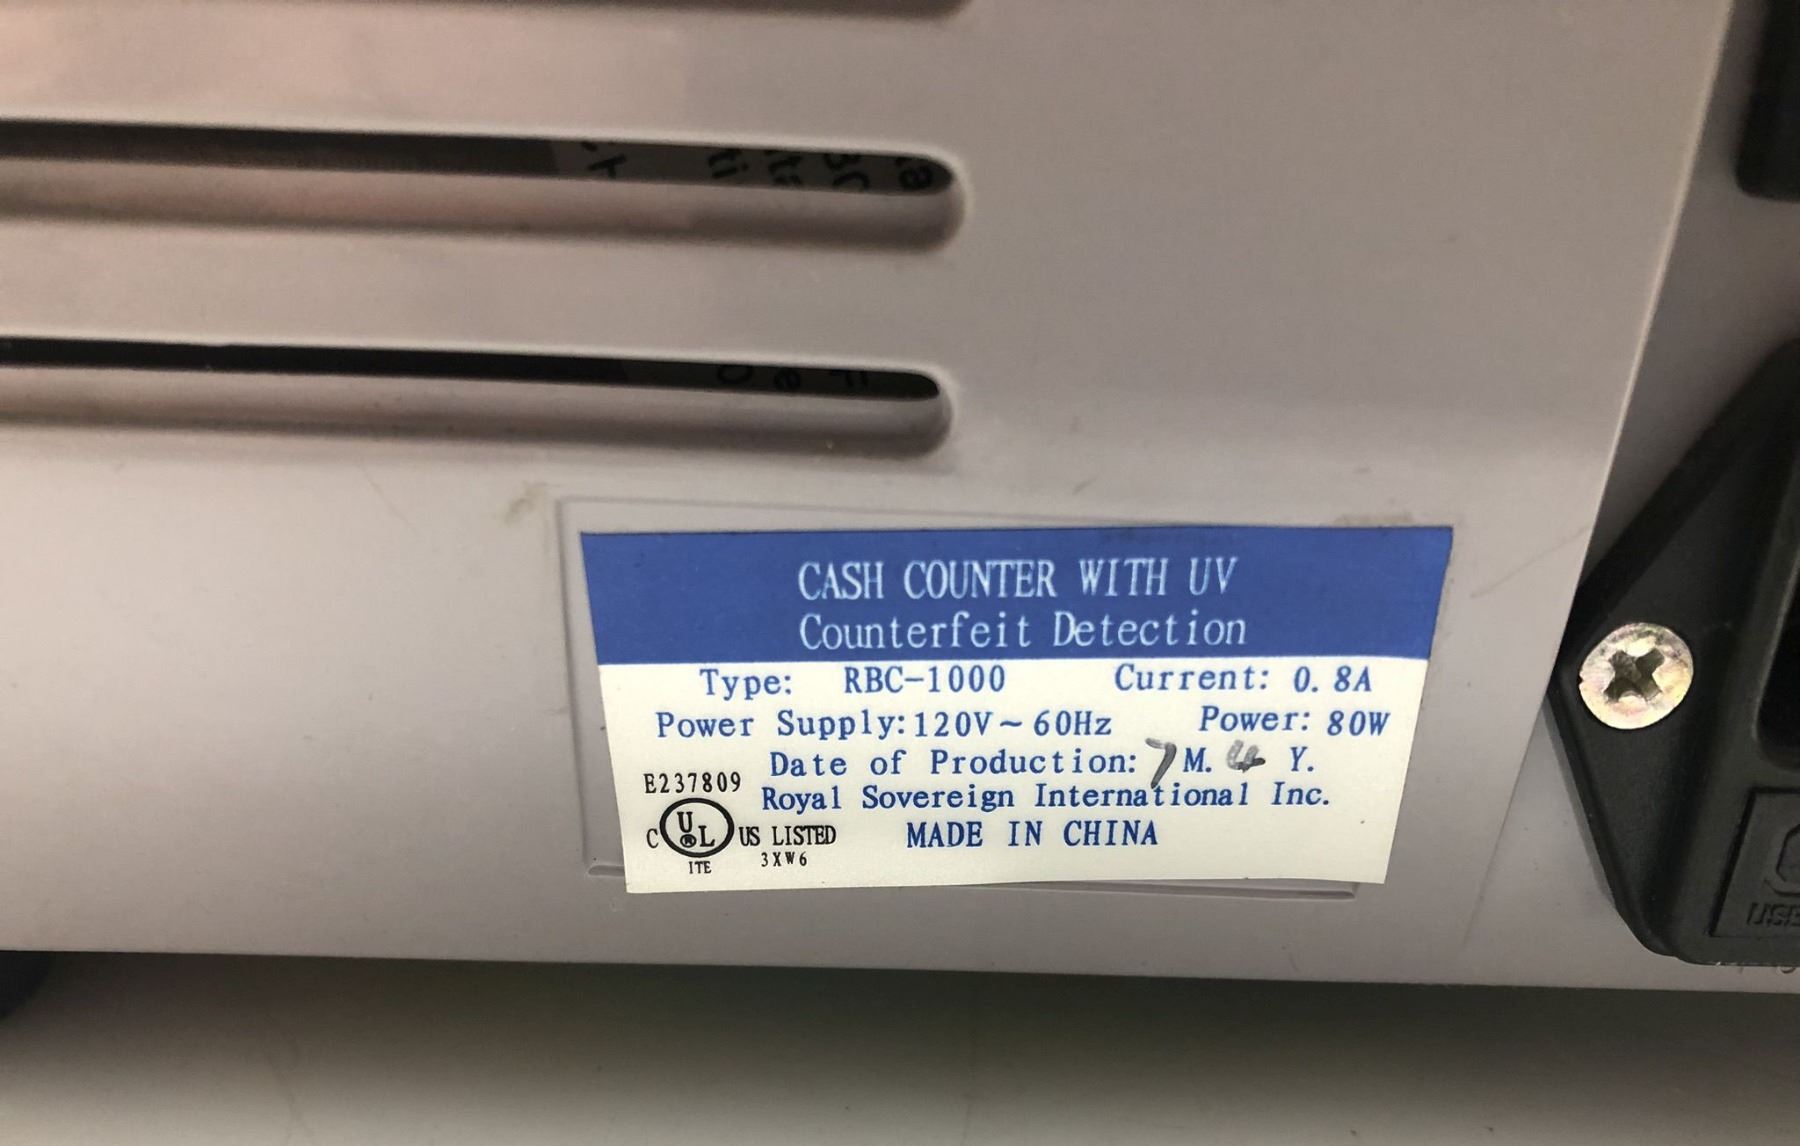 CASH COUNTER WITH UV
Counterfeit Detection
Type: RBC-1000 Current: 0.8A
Power Supply: 120V~60Hz Power: 80W
Date of Production: 7 M. 4 Y.
E237809
Royal Sovereign International Inc.
C UL® US LISTED
MADE IN CHINA
ITE
3XW6